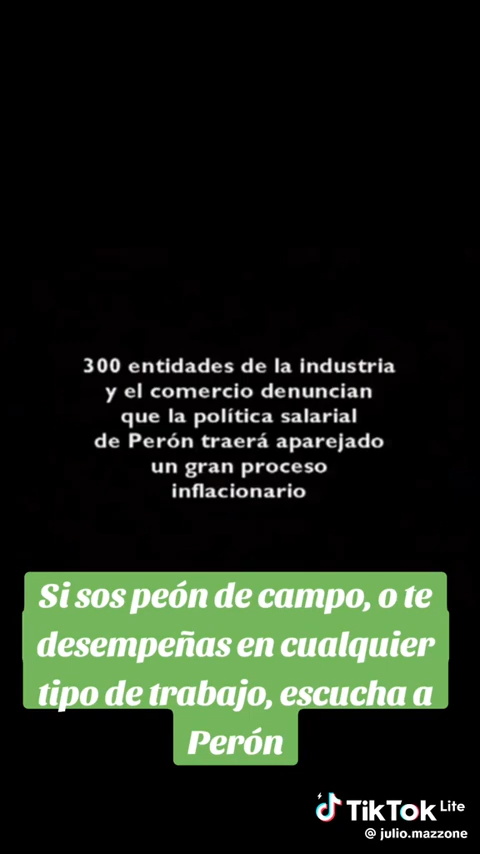 300 entidades de la industria
y el comercio denuncian
que la política salarial
de Perón traerá aparejado
un gran proceso
inflacionario
Si sos peón de campo, o te
desempeñas en cualquier
tipo de trabajo, escucha a
Perón
TikTok Lite
@ julio.mazzone